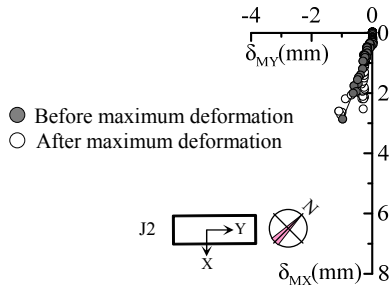 -4 -2 0
δMY(mm) 0
2
Before maximum deformation
After maximum deformation
4
N
6
J2 Y
X
δMX(mm) 8